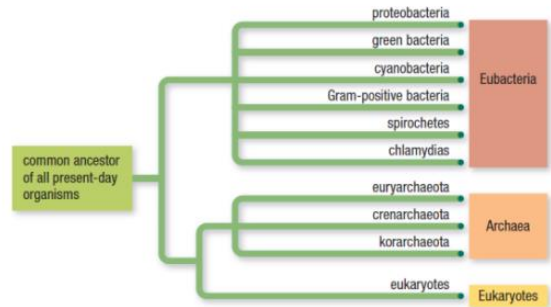 proteobacteria
green bacteria
cyanobacteria
Gram-positive bacteria
spirochetes
chlamydias
Eubacteria
common ancestor
of all present-day
organisms
euryarchaeota
crenarchaeota
korarchaeota
Archaea
eukaryotes
Eukaryotes